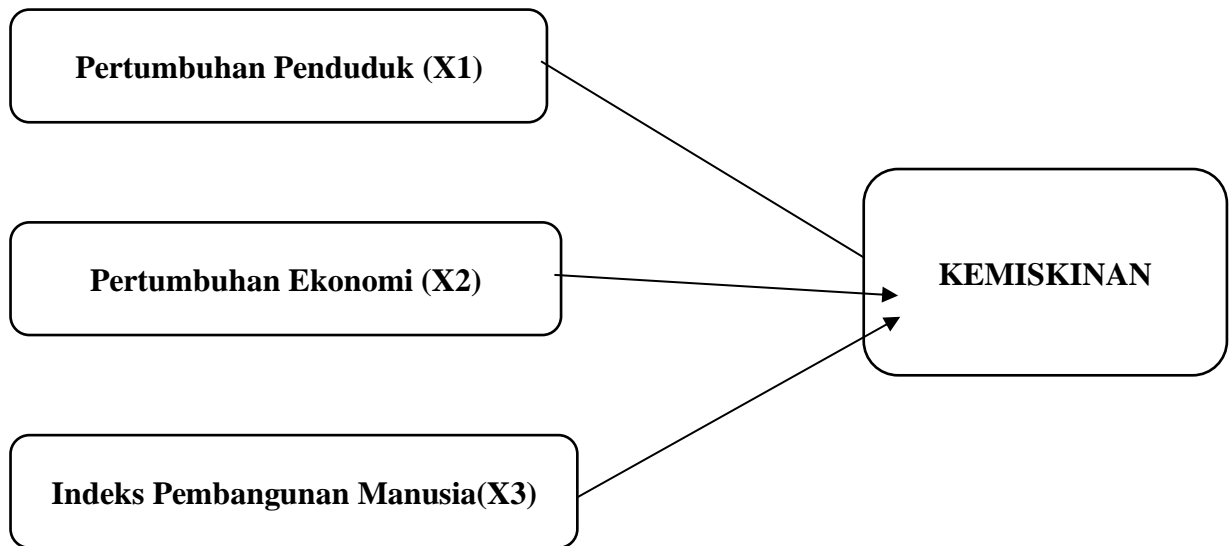 Pertumbuhan Penduduk (X1)
Pertumbuhan Ekonomi (X2)
KEMISKINAN
Indeks Pembangunan Manusia(X3)